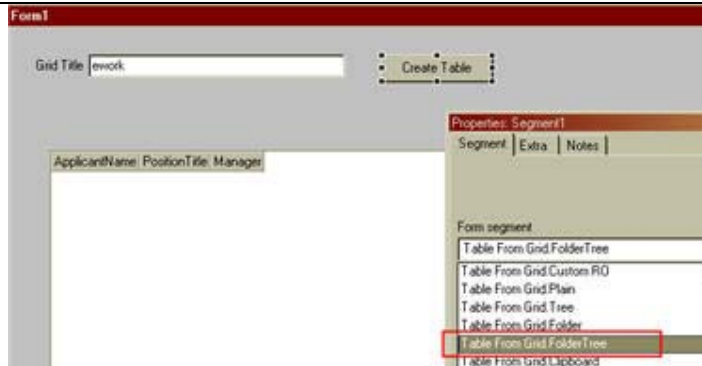 Form1
Grid Title ework Create Table
Properties: Segment1
Segment Extra Notes
ApplicantName PositionTitle Manager
Form segment
Table From Grid.FolderTree
Table From Grid.Custom RO
Table From Grid.Plain
Table From Grid.Tree
Table From Grid.Folder
Table From Grid.FolderTree
Table From Grid.Clipboard